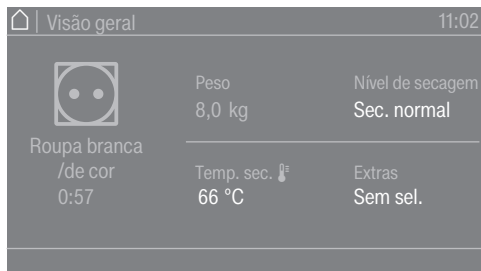 Visão geral
11:02
Peso
8,0 kg
Nível de secagem
Sec. normal
Roupa branca
/de cor
0:57
Temp. sec.
66 °C
Extras
Sem sel.